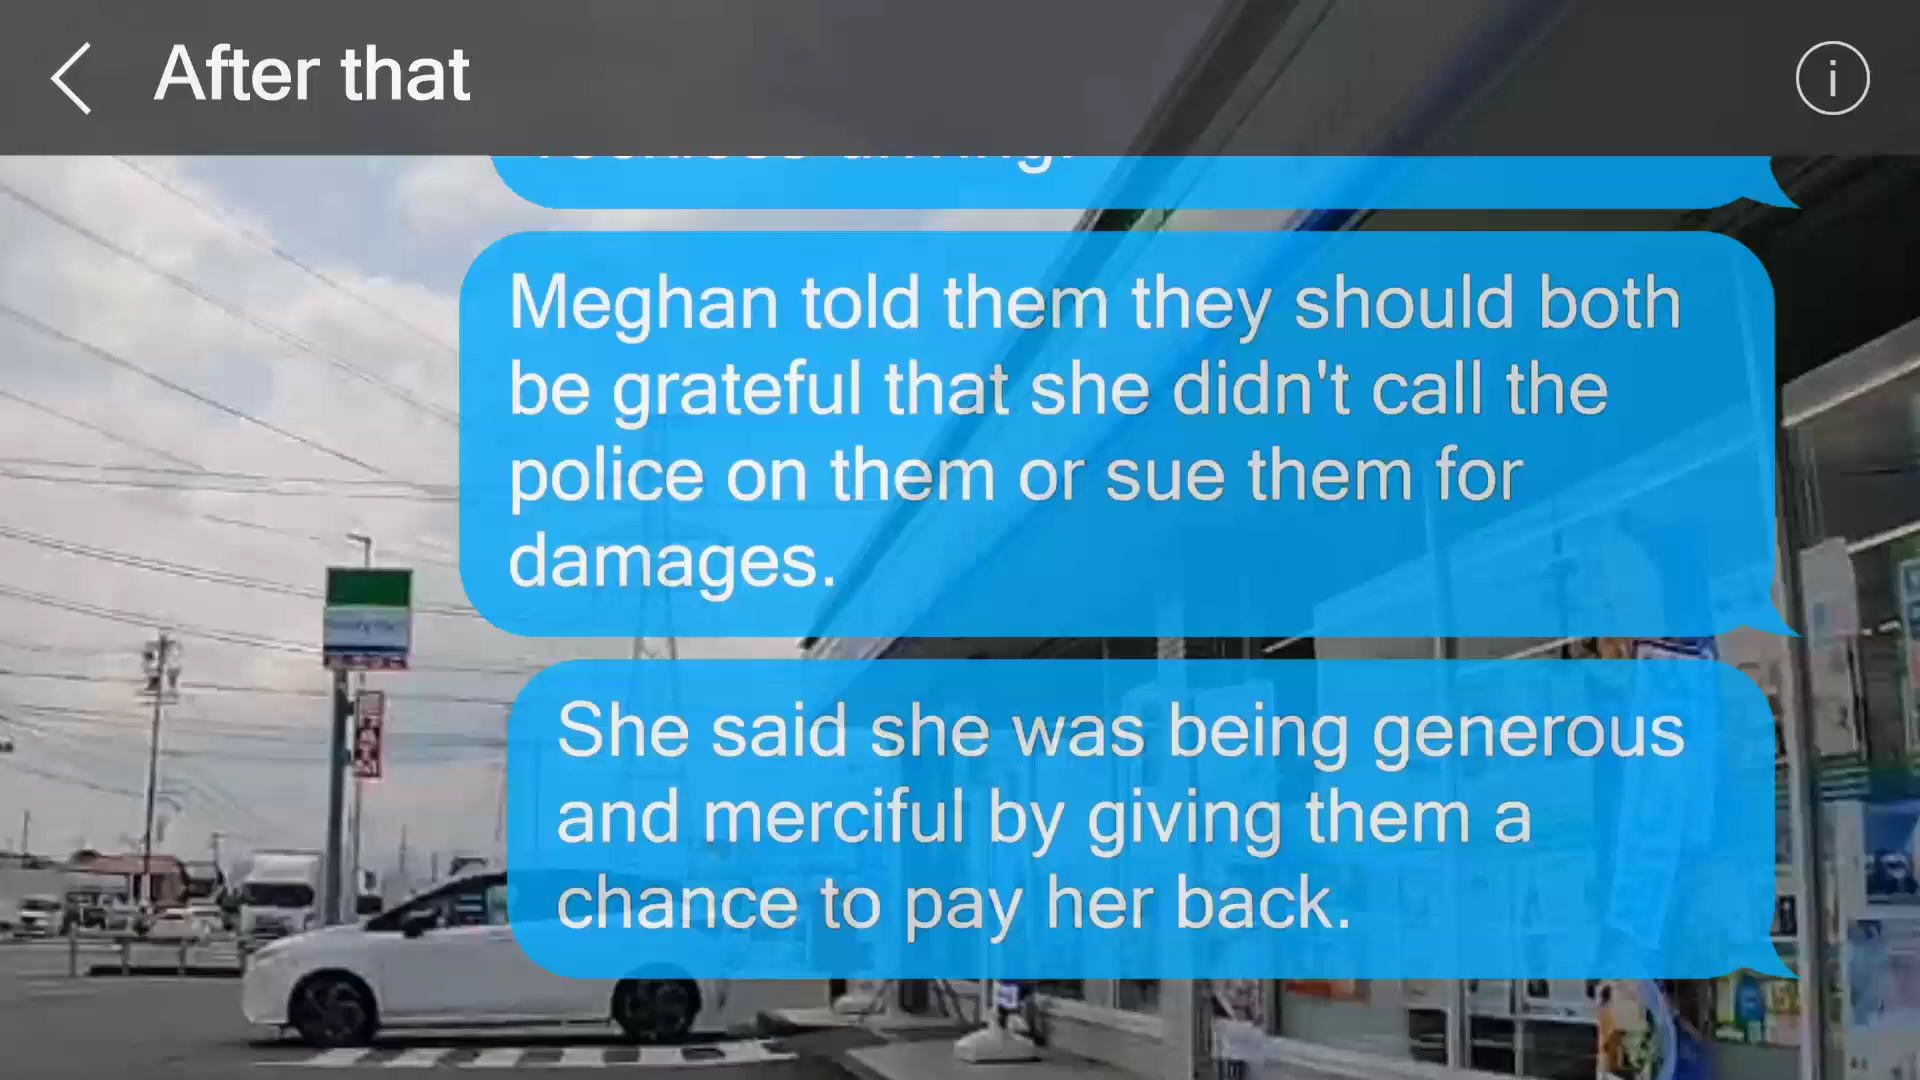 After that
Meghan told them they should both
be grateful that she didn't call the
police on them or sue them for
damages.
She said she was being generous
and merciful by giving them a
chance to pay her back.